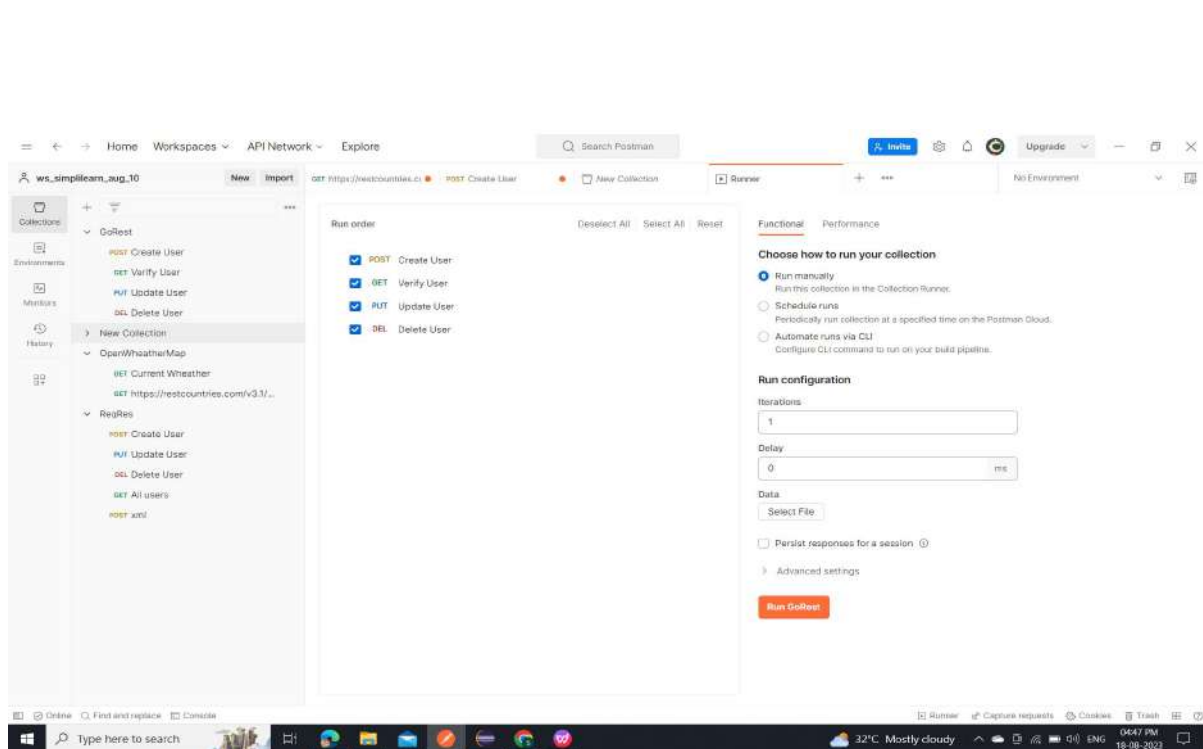 Home Workspaces API Network Explore Search Postman Invite Upgrade
ws_simplilearn_aug_10 New Import GET https://restcountries.c POST Create User New Collection Runner No Environment
Collections
Environments
Monitors
History
GoRest
POST Create User
GET Verify User
PUT Update User
DEL Delete User
New Collection
OpenWheatherMap
GET Current Wheather
GET https://restcountries.com/v3.1/...
ReqRes
POST Create User
PUT Update User
DEL Delete User
GET All users
POST xml
Run order Deselect All Select All Reset
POST Create User
GET Verify User
PUT Update User
DEL Delete User
Functional Performance
Choose how to run your collection
Run manually
Run this collection in the Collection Runner.
Schedule runs
Periodically run collection at a specified time on the Postman Cloud.
Automate runs via CLI
Configure CLI command to run on your build pipeline.
Run configuration
Iterations
1
Delay
0 ms
Data
Select File
Persist responses for a session
Advanced settings
Run GoRest
Online Find and replace Console Runner Capture requests Cookies Trash
Type here to search 32°C Mostly cloudy ENG 04:47 PM
18-08-2023